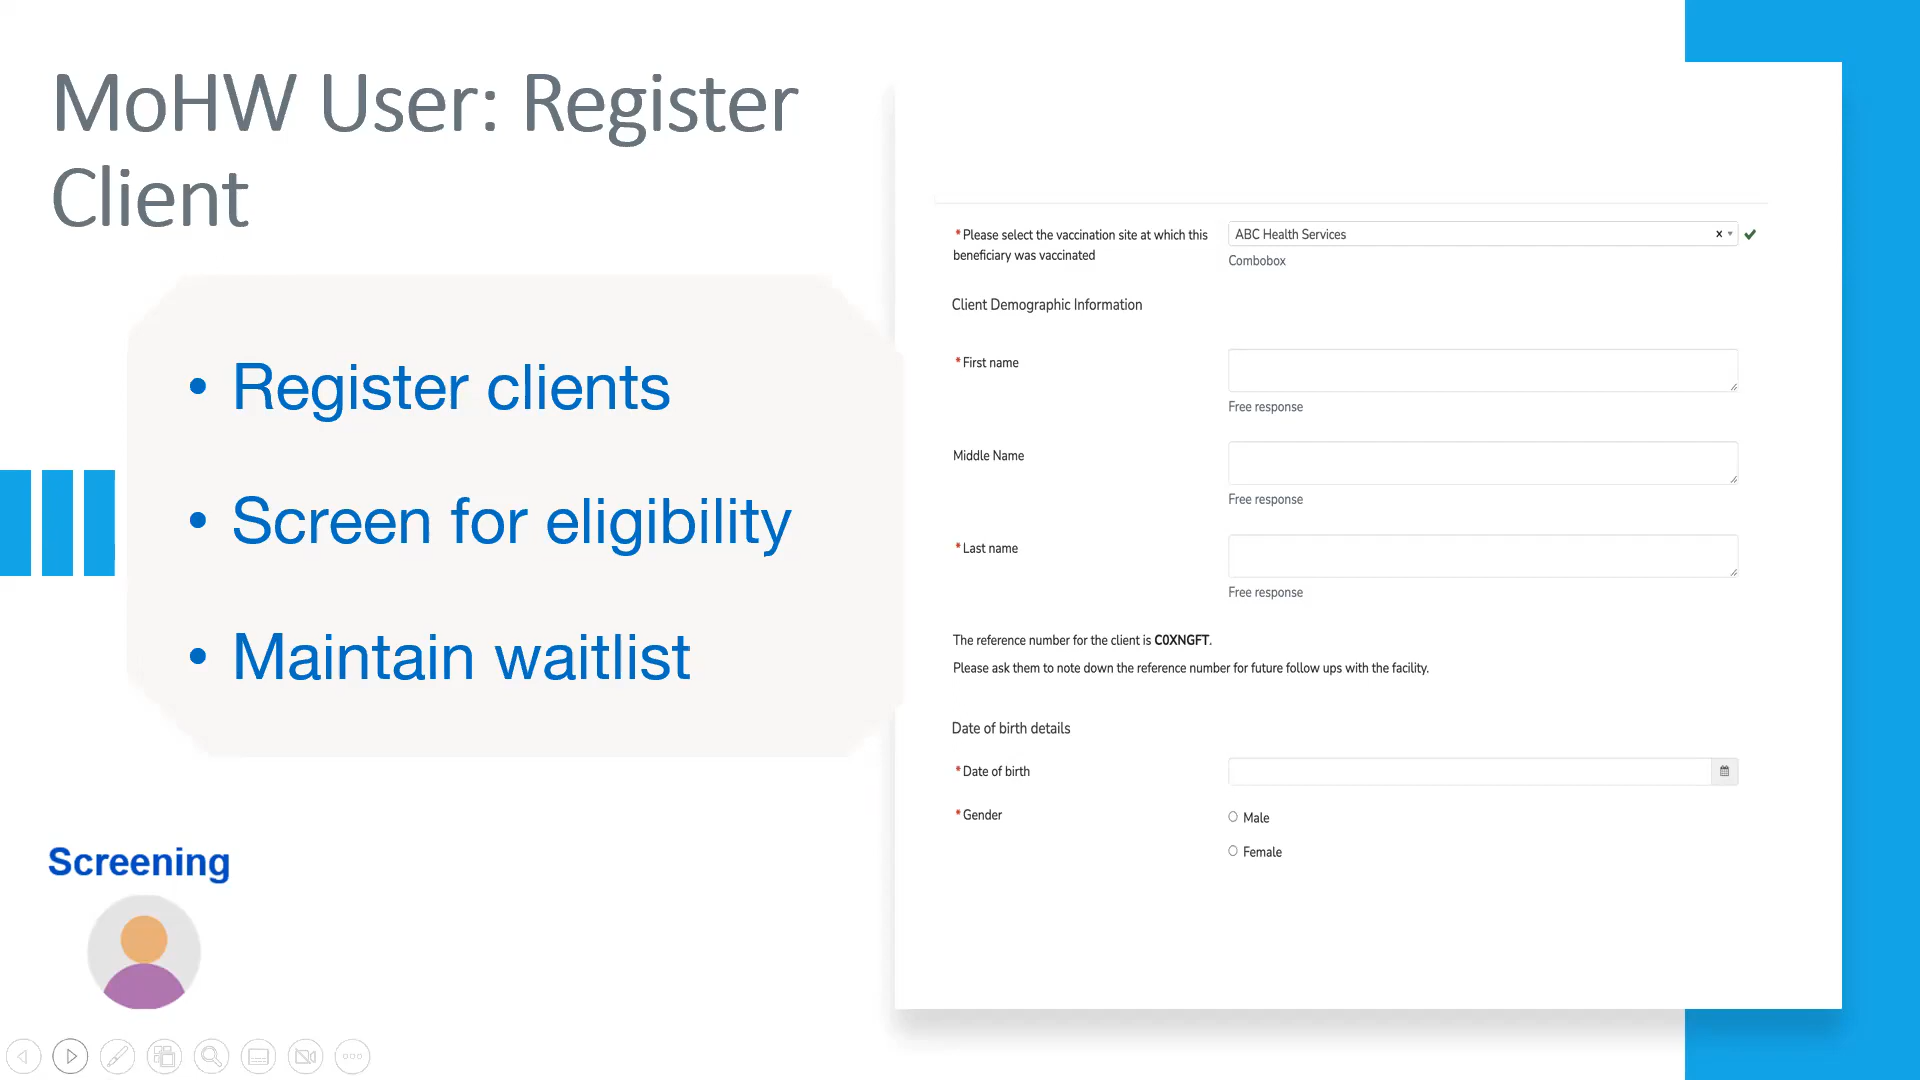 MoHW User: Register
Client
• Register clients
• Screen for eligibility
• Maintain waitlist
Screening
* Please select the vaccination site at which this
beneficiary was vaccinated
ABC Health Services
Combobox
Client Demographic Information
* First name
Free response
Middle Name
Free response
* Last name
Free response
The reference number for the client is C0XNGFT.
Please ask them to note down the reference number for future follow ups with the facility.
Date of birth details
* Date of birth
* Gender
Male
Female